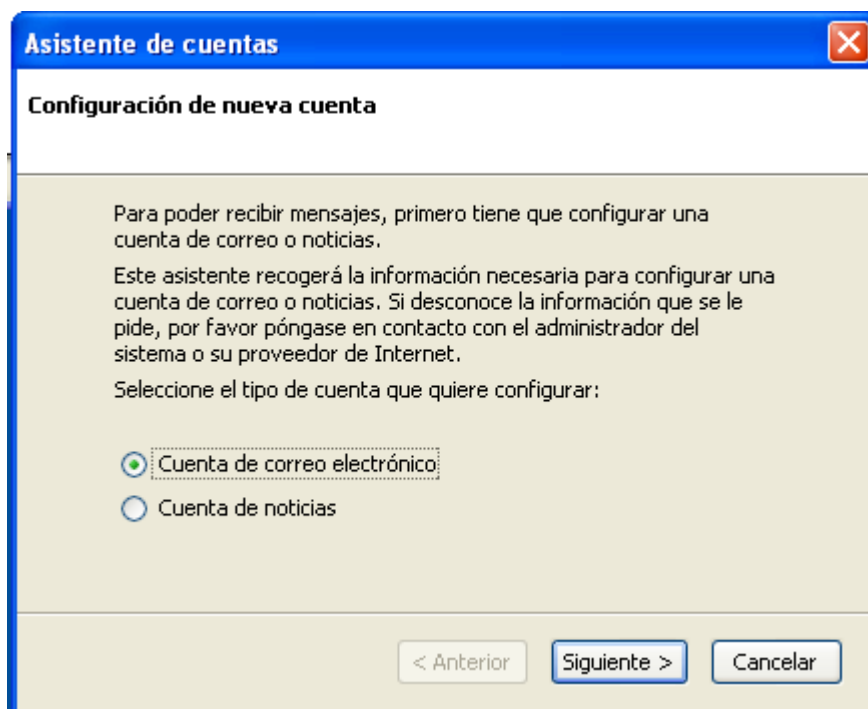 Asistente de cuentas
Configuración de nueva cuenta
Para poder recibir mensajes, primero tiene que configurar una
cuenta de correo o noticias.
Este asistente recogerá la información necesaria para configurar una
cuenta de correo o noticias. Si desconoce la información que se le
pide, por favor póngase en contacto con el administrador del
sistema o su proveedor de Internet.
Seleccione el tipo de cuenta que quiere configurar:
Cuenta de correo electrónico
Cuenta de noticias
< Anterior Siguiente > Cancelar